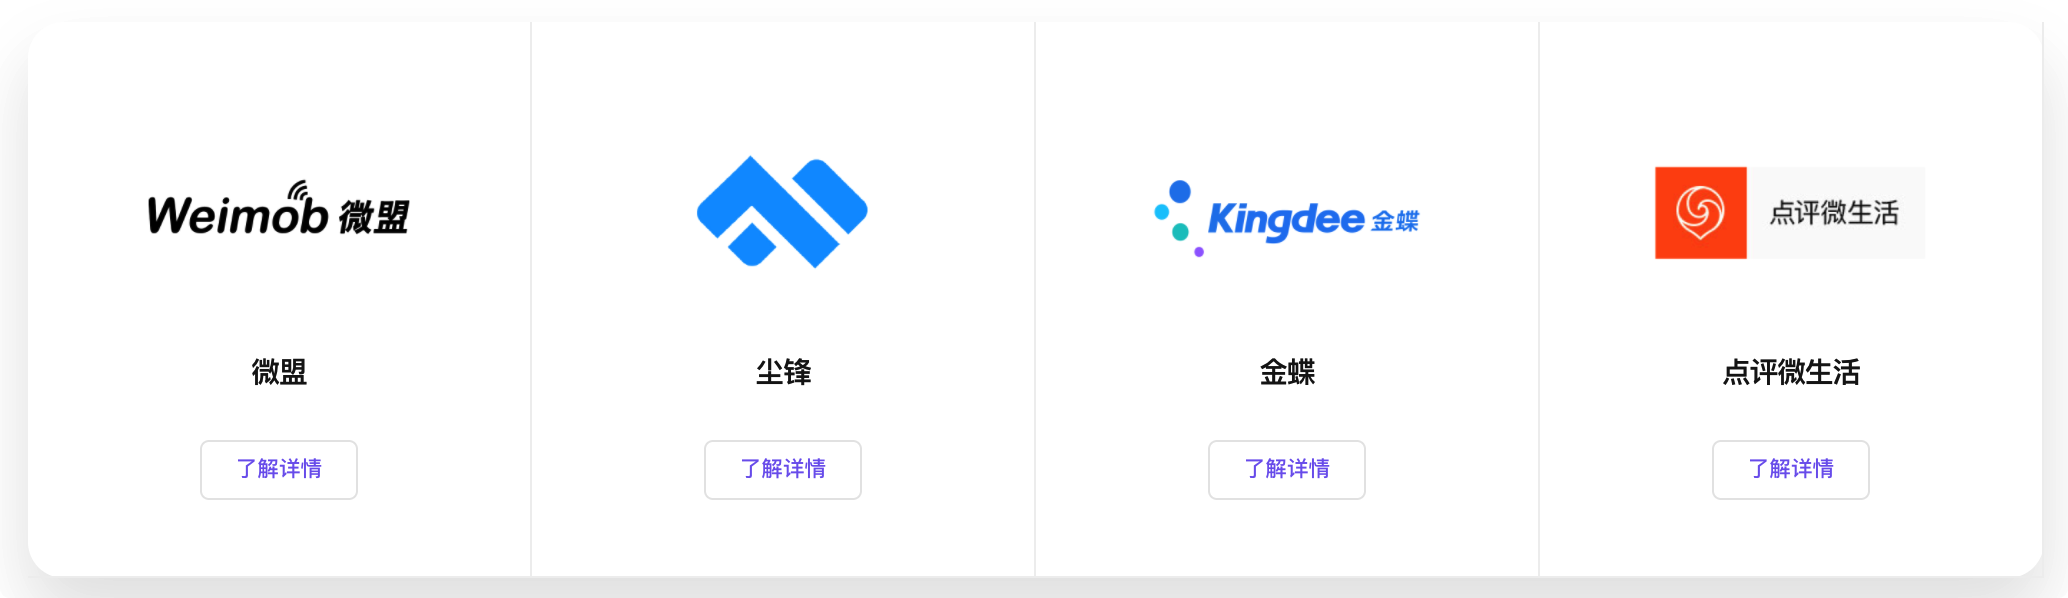 Weimob 微盟
Kingdee 金蝶
点评微生活
微盟
尘锋
金蝶
点评微生活
了解详情
了解详情
了解详情
了解详情